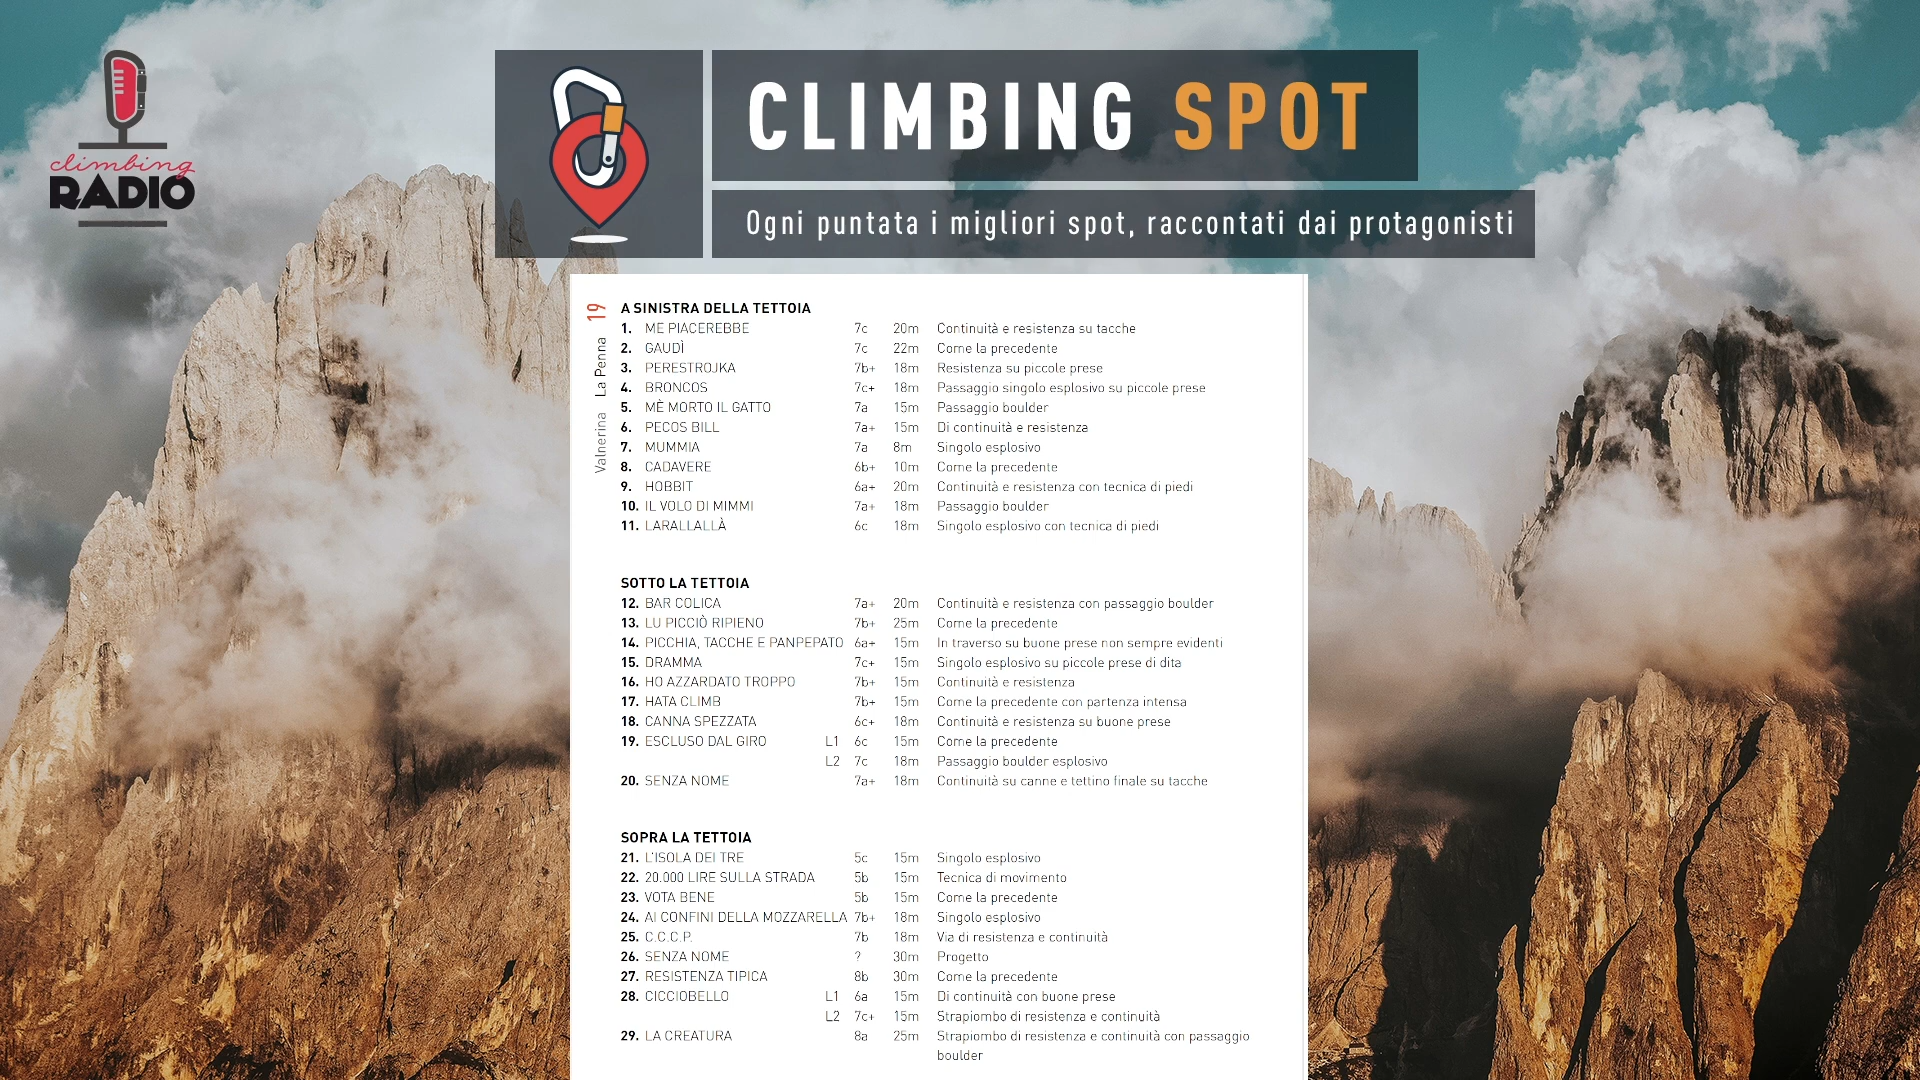 climbing
RADIO
CLIMBING SPOT
Ogni puntata i migliori spot, raccontati dai protagonisti
Valnerina La Penna 19
A SINISTRA DELLA TETTOIA
1. ME PIACEREBBE 7c 20m Continuità e resistenza su tacche
2. GAUDÌ 7c 22m Come la precedente
3. PERESTROJKA 7b+ 18m Resistenza su piccole prese
4. BRONCOS 7c+ 18m Passaggio singolo esplosivo su piccole prese
5. MÈ MORTO IL GATTO 7a 15m Passaggio boulder
6. PECOS BILL 7a+ 15m Di continuità e resistenza
7. MUMMIA 7a 8m Singolo esplosivo
8. CADAVERE 6b+ 10m Come la precedente
9. HOBBIT 6a+ 20m Continuità e resistenza con tecnica di piedi
10. IL VOLO DI MIMMI 7a+ 18m Passaggio boulder
11. LARALLALLÀ 6c 18m Singolo esplosivo con tecnica di piedi
SOTTO LA TETTOIA
12. BAR COLICA 7a+ 20m Continuità e resistenza con passaggio boulder
13. LU PICCIÒ RIPIENO 7b+ 25m Come la precedente
14. PICCHIA, TACCHE E PANPEPATO 6a+ 15m In traverso su buone prese non sempre evidenti
15. DRAMMA 7c+ 15m Singolo esplosivo su piccole prese di dita
16. HO AZZARDATO TROPPO 7b+ 15m Continuità e resistenza
17. HATA CLIMB 7b+ 15m Come la precedente con partenza intensa
18. CANNA SPEZZATA 6c+ 18m Continuità e resistenza su buone prese
19. ESCLUSO DAL GIRO L1 6c 15m Come la precedente
L2 7c 18m Passaggio boulder esplosivo
20. SENZA NOME 7a+ 18m Continuità su canne e tettino finale su tacche
SOPRA LA TETTOIA
21. L'ISOLA DEI TRE 5c 15m Singolo esplosivo
22. 20.000 LIRE SULLA STRADA 5b 15m Tecnica di movimento
23. VOTA BENE 5b 15m Come la precedente
24. AI CONFINI DELLA MOZZARELLA 7b+ 18m Singolo esplosivo
25. C.C.C.P. 7b 18m Via di resistenza e continuità
26. SENZA NOME ? 30m Progetto
27. RESISTENZA TIPICA 8b 30m Come la precedente
28. CICCIOBELLO L1 6a 15m Di continuità con buone prese
L2 7c+ 15m Strapiombo di resistenza e continuità
29. LA CREATURA 8a 25m Strapiombo di resistenza e continuità con passaggio
boulder